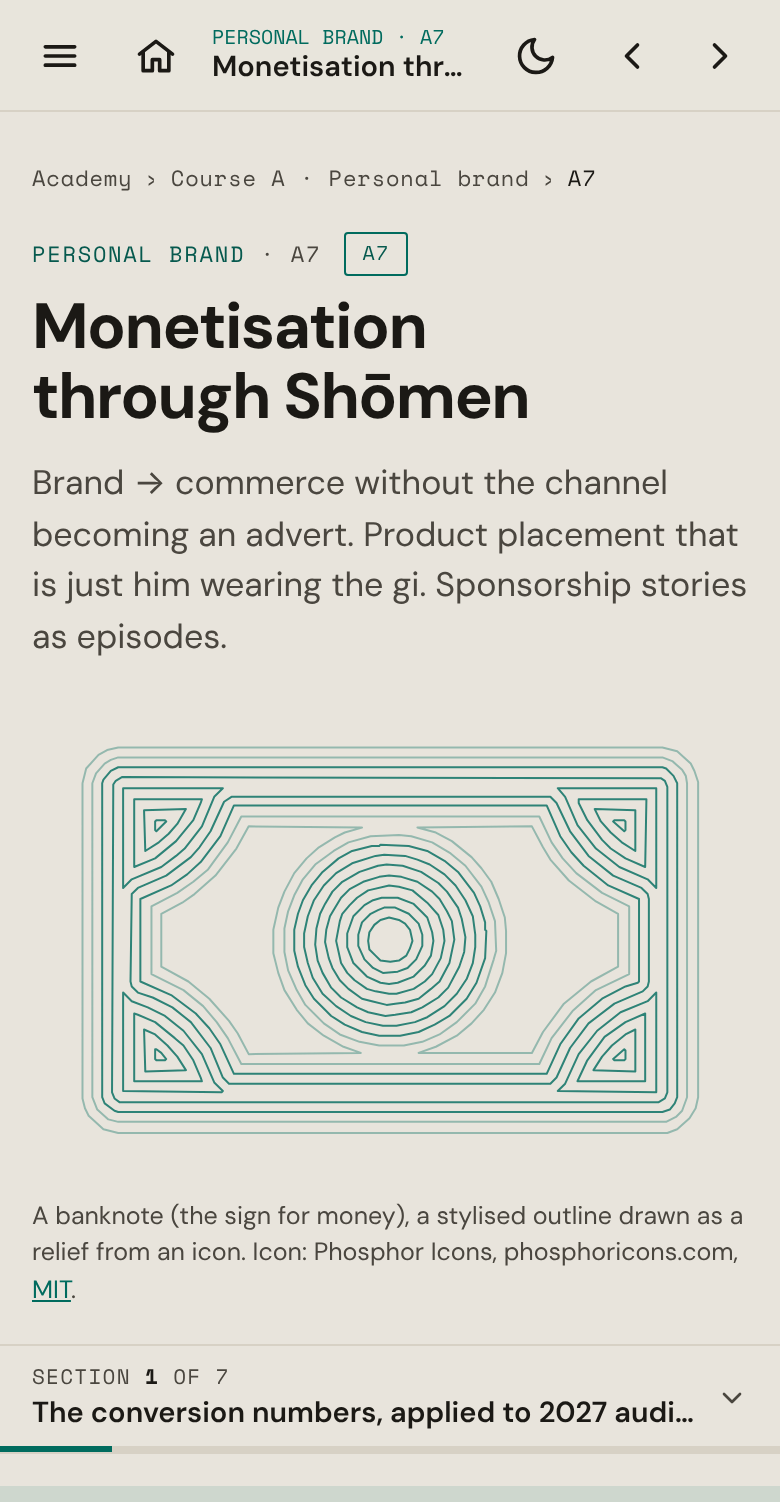 PERSONAL BRAND · A7
Monetisation thr...
Academy › Course A · Personal brand › A7
PERSONAL BRAND · A7 A7
Monetisation
through Shōmen
Brand → commerce without the channel
becoming an advert. Product placement that
is just him wearing the gi. Sponsorship stories
as episodes.
A banknote (the sign for money), a stylised outline drawn as a
relief from an icon. Icon: Phosphor Icons, phosphoricons.com,
MIT.
SECTION 1 OF 7
The conversion numbers, applied to 2027 audi...